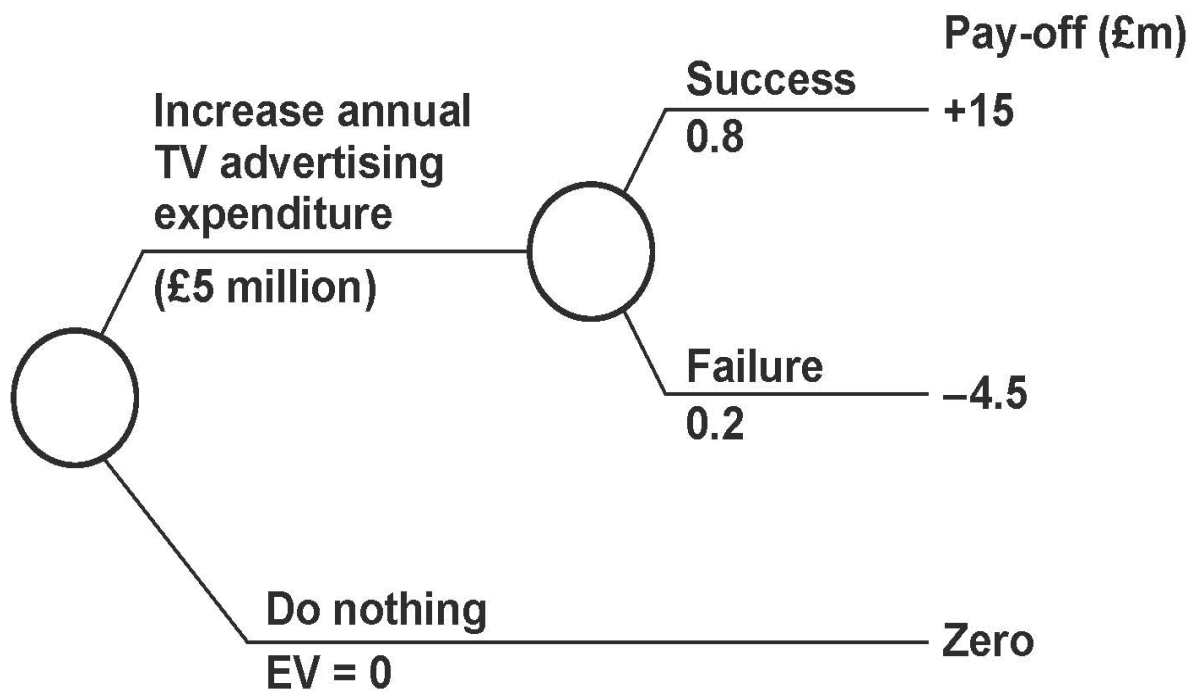 Pay-off (£m)
Increase annual
TV advertising
expenditure
(£5 million)
Success
0.8
+15
Failure
0.2
–4.5
Do nothing
EV = 0
Zero